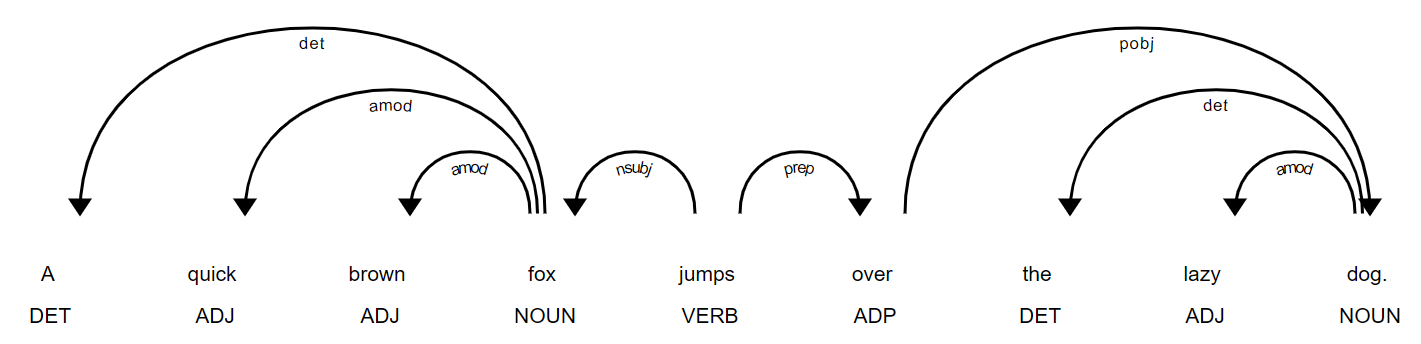 det pobj
amod det
amod nsubj prep amod
A quick brown fox jumps over the lazy dog.
DET ADJ ADJ NOUN VERB ADP DET ADJ NOUN